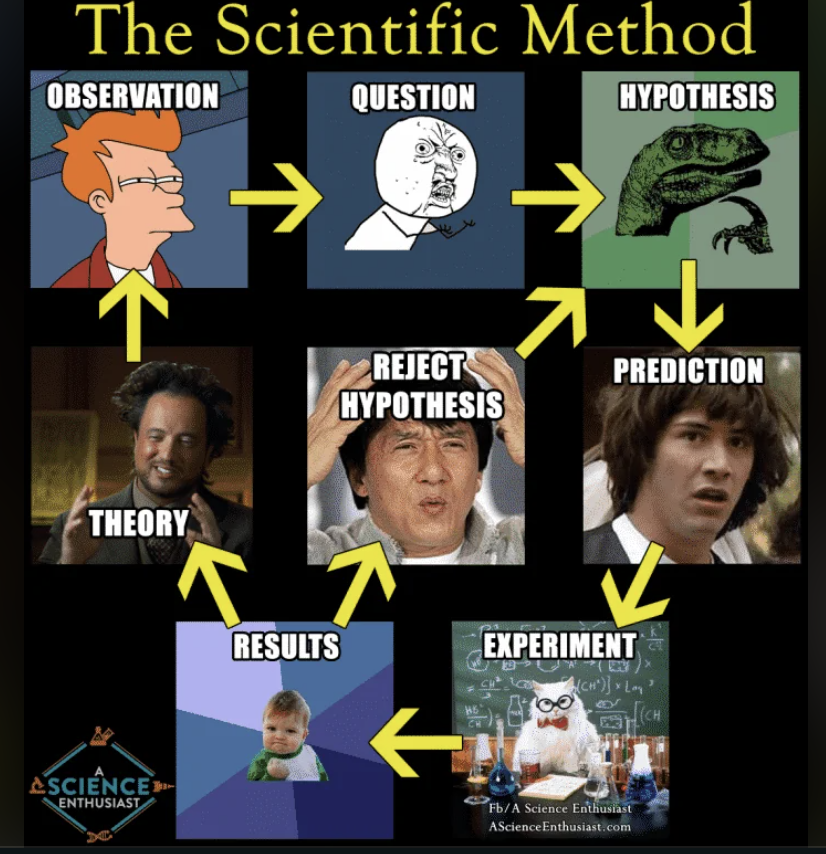 The Scientific Method
OBSERVATION
QUESTION
HYPOTHESIS
THEORY
REJECT
HYPOTHESIS
PREDICTION
RESULTS
EXPERIMENT
A
SCIENCE
ENTHUSIAST
Fb/A Science Enthusiast
AScienceEnthusiast.com